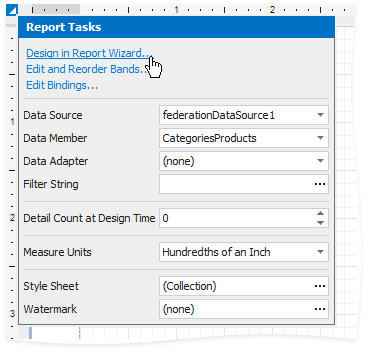 1 2
Report Tasks
Design in Report Wizard...
Edit and Reorder Bands...
Edit Bindings...
1
Data Source federationDataSource1
Data Member CategoriesProducts
Data Adapter (none)
Filter String ...
2
Detail Count at Design Time 0
Measure Units Hundredths of an Inch
Style Sheet (Collection) ...
Watermark (none) ...
3